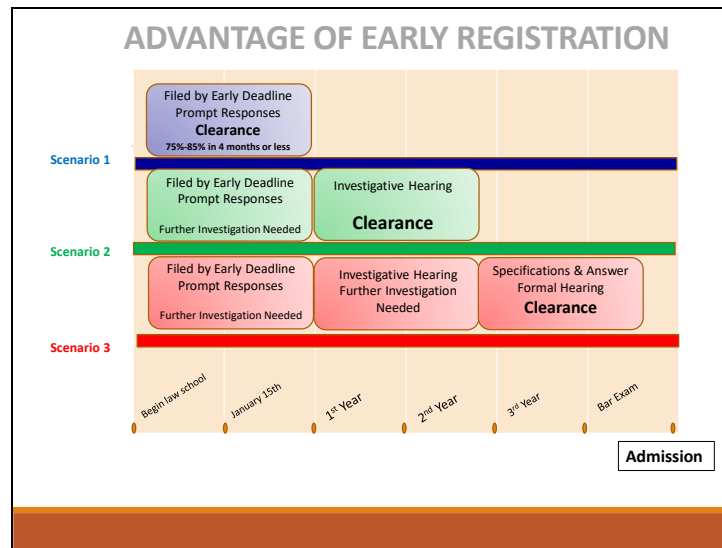 ADVANTAGE OF EARLY REGISTRATION
Filed by Early Deadline
Prompt Responses
Clearance
75%-85% in 4 months or less
Scenario 1
Filed by Early Deadline
Prompt Responses
Further Investigation Needed
Investigative Hearing
Clearance
Scenario 2
Filed by Early Deadline
Prompt Responses
Further Investigation Needed
Investigative Hearing
Further Investigation
Needed
Specifications & Answer
Formal Hearing
Clearance
Scenario 3
Begin law school
January 15th
1st Year
2nd Year
3rd Year
Bar Exam
Admission